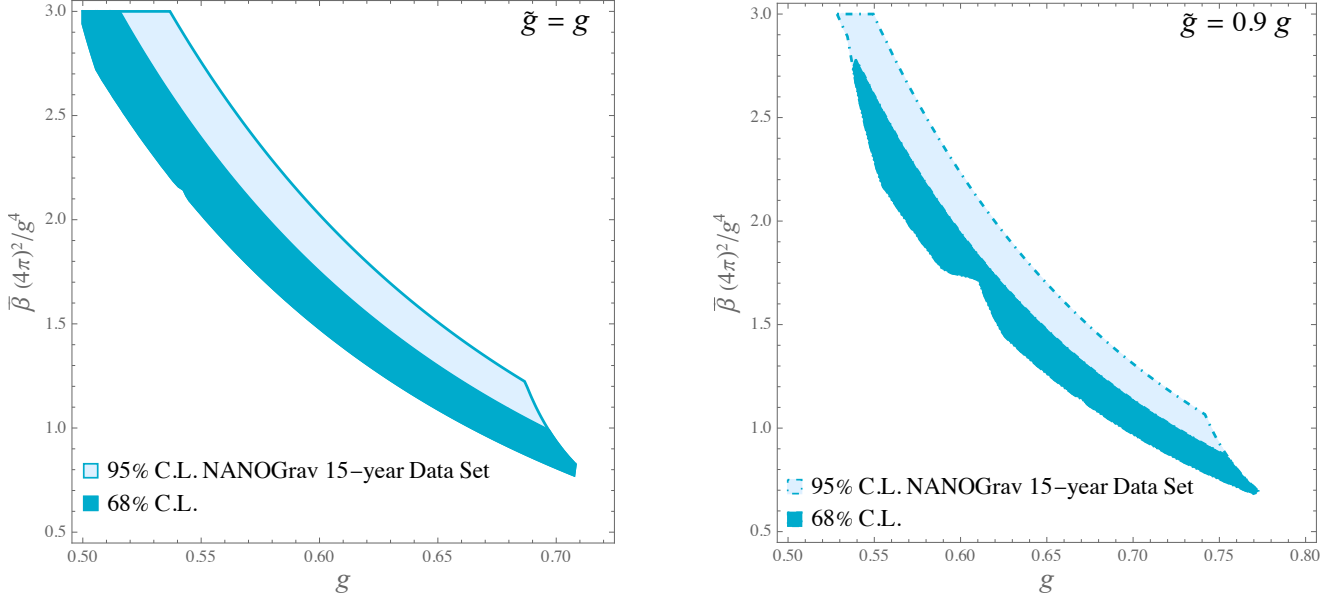 g̃ = g
3.0
2.5
2.0
1.5
1.0
0.5
β̅ (4π)²/g⁴
95% C.L. NANOGrav 15−year Data Set
68% C.L.
0.50 0.55 0.60 0.65 0.70
g
g̃ = 0.9 g
3.0
2.5
2.0
1.5
1.0
0.5
β̅ (4π)²/g⁴
95% C.L. NANOGrav 15−year Data Set
68% C.L.
0.50 0.55 0.60 0.65 0.70 0.75 0.80
g